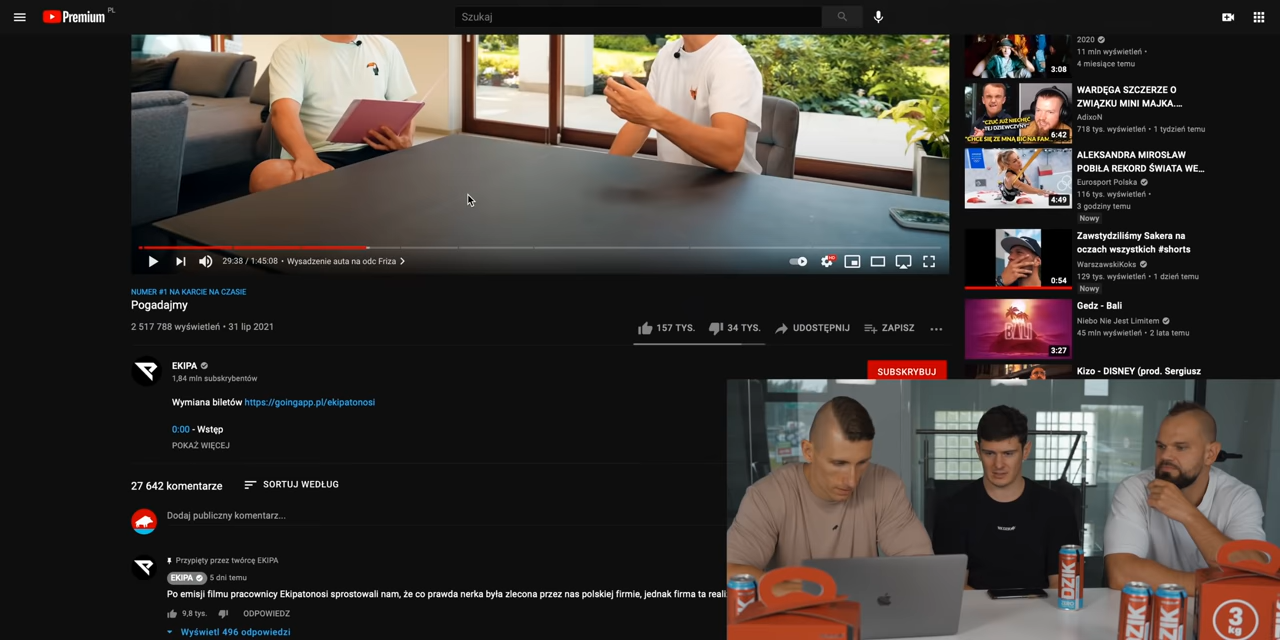 Premium PL
Szukaj
29:38 / 1:45:08 • Wysadzenie auta na odc Friza
HD
NUMER #1 NA KARCIE NA CZASIE
Pogadajmy
2 517 788 wyświetleń • 31 lip 2021
157 TYS.
34 TYS.
UDOSTĘPNIJ
ZAPISZ
EKIPA
1,84 mln subskrybentów
SUBSKRYBUJ
Wymiana biletów https://goingapp.pl/ekipatonosi
0:00 - Wstęp
POKAŻ WIĘCEJ
27 642 komentarze
SORTUJ WEDŁUG
Dodaj publiczny komentarz...
Przypięty przez twórcę EKIPA
EKIPA 5 dni temu
Po emisji filmu pracownicy Ekipatonosi sprostowali nam, że co prawda nerka była zlecona przez nas polskiej firmie, jednak firma ta reali
9,8 tys.
ODPOWIEDZ
Wyświetl 496 odpowiedzi
2020
11 mln wyświetleń •
4 miesiące temu
3:08
WARDĘGA SZCZERZE O
ZWIĄZKU MINI MAJKA....
AdixoN
718 tys. wyświetleń • 1 tydzień temu
6:42
ALEKSANDRA MIROSŁAW
POBIŁA REKORD ŚWIATA WE...
Eurosport Polska
116 tys. wyświetleń •
3 godziny temu
Nowy
4:49
Zawstydziliśmy Sakera na
oczach wszystkich #shorts
WarszawskiKoks
129 tys. wyświetleń • 1 dzień temu
Nowy
0:54
Gedz - Bali
Niebo Nie Jest Limitem
45 mln wyświetleń • 2 lata temu
BALI
3:27
Kizo - DISNEY (prod. Sergiusz
DZIK
DZIK
DZIK
3
kg